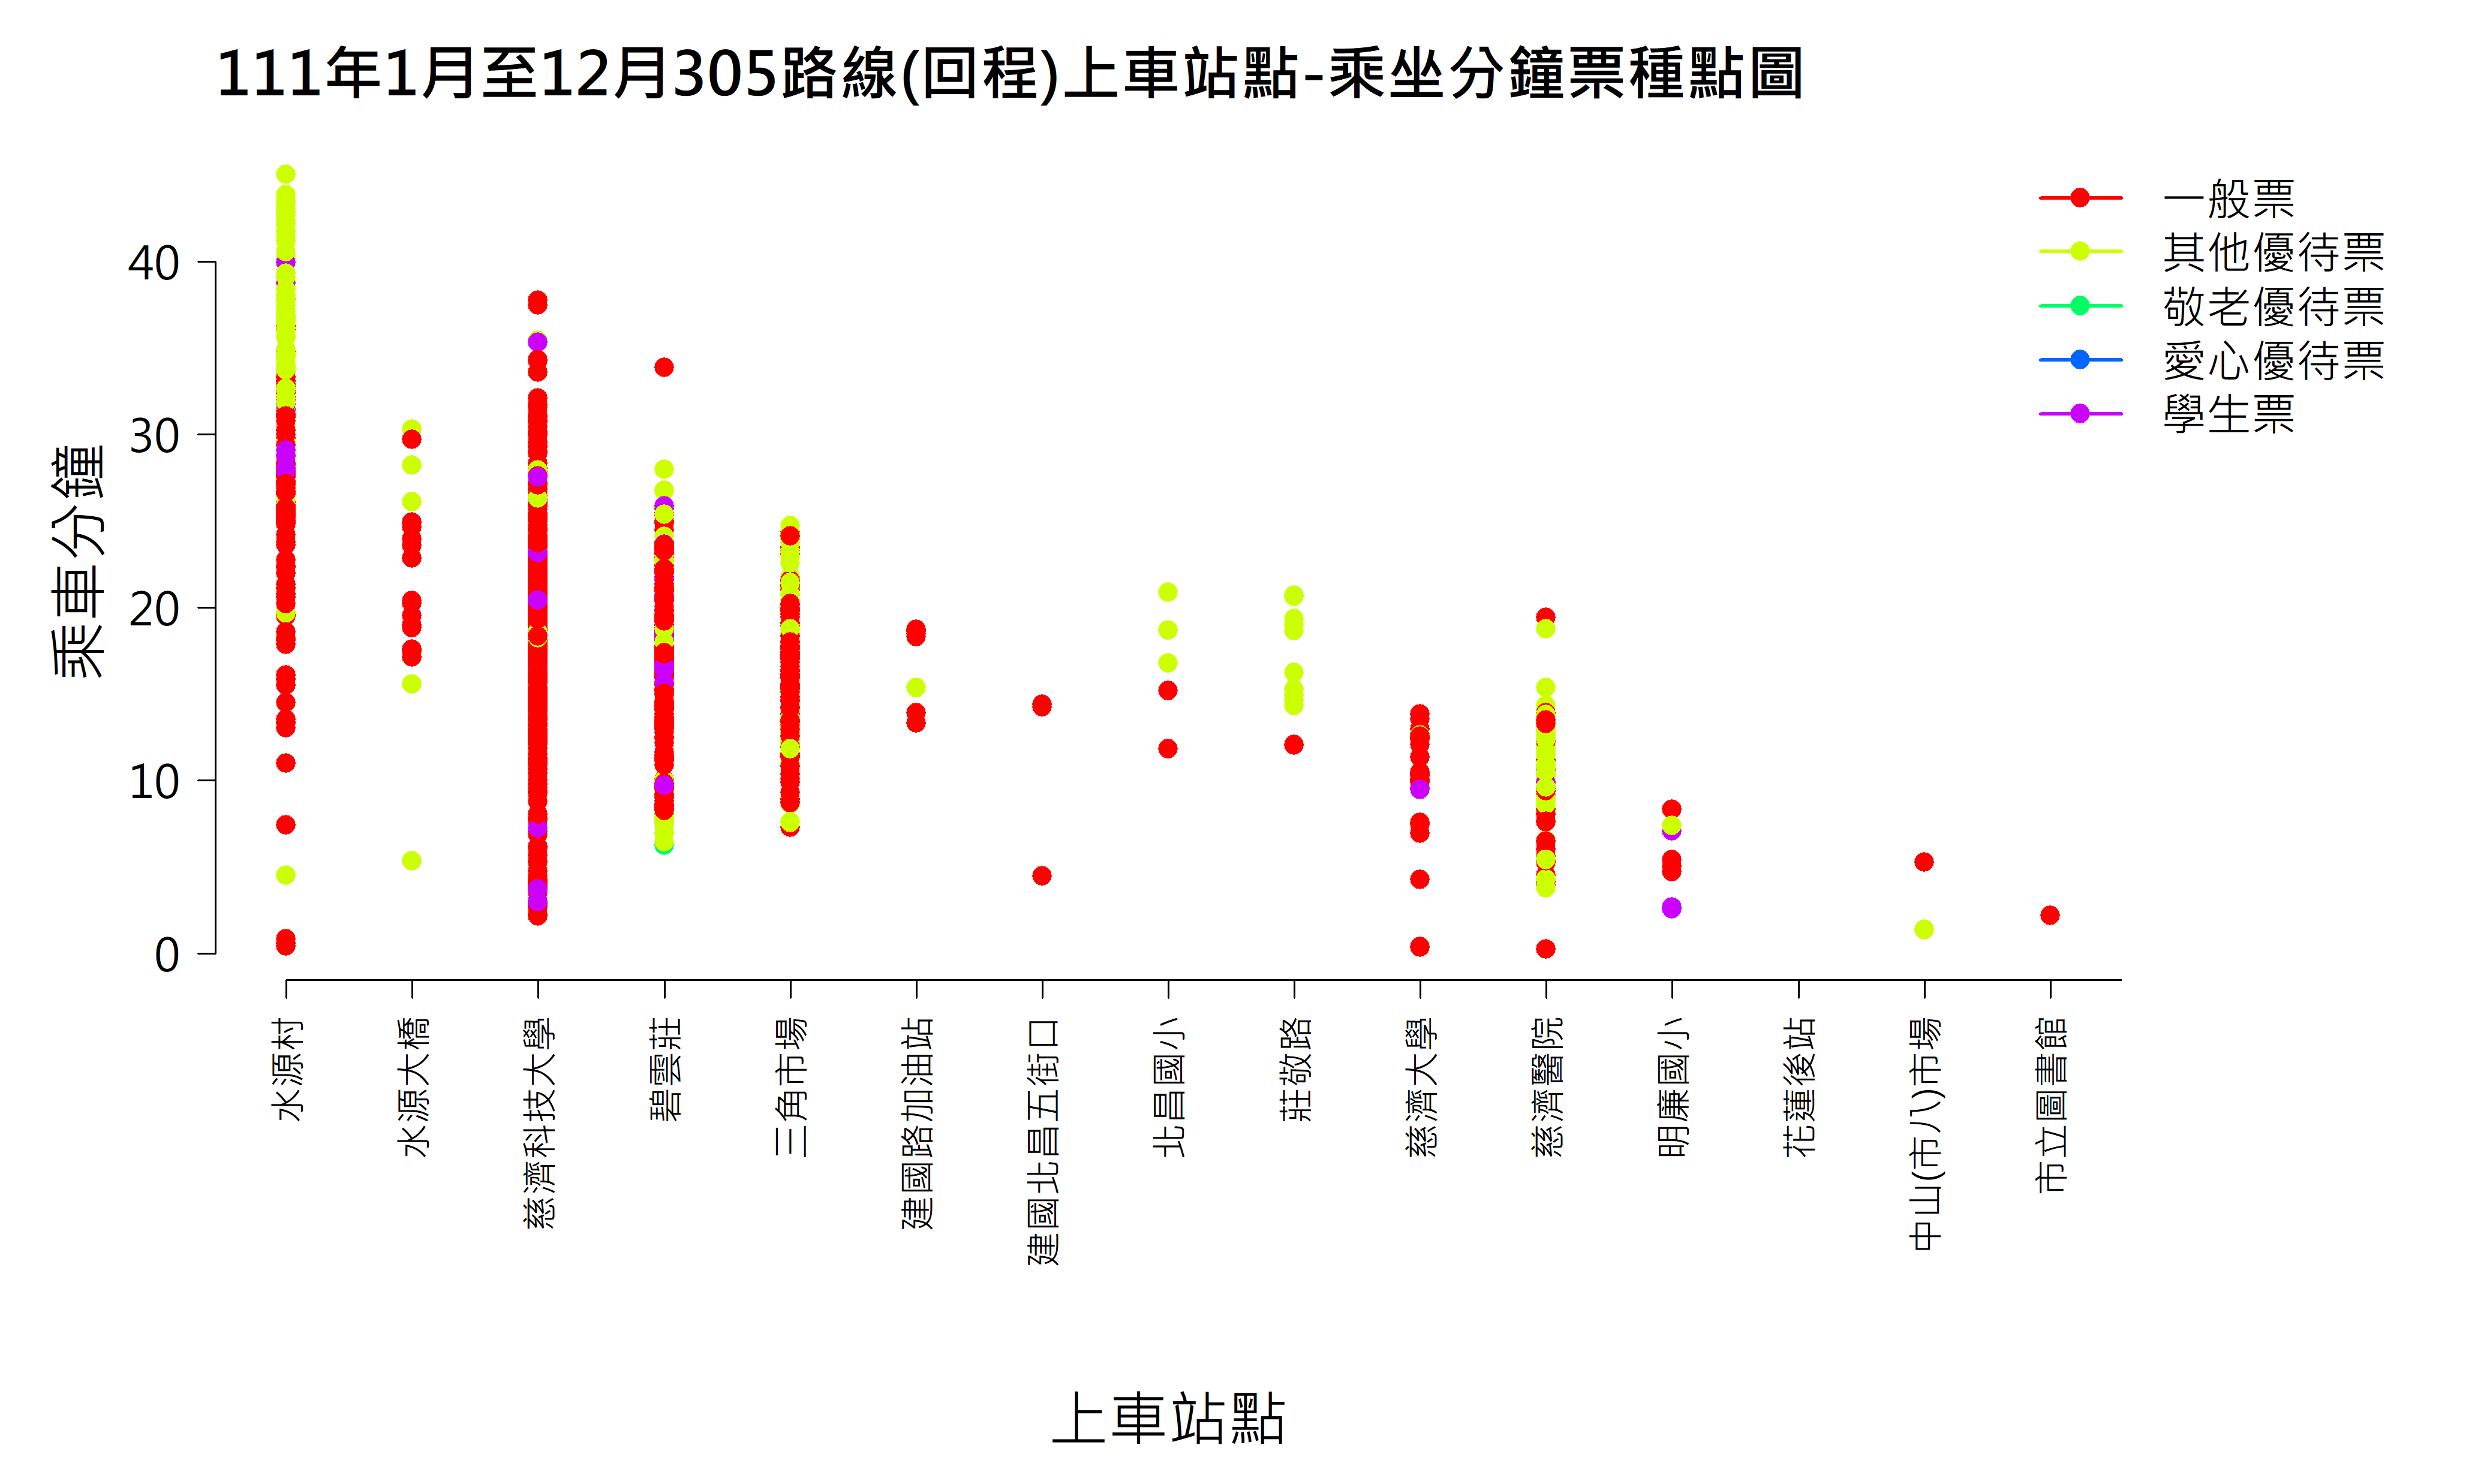 111年1月至12月305路線(回程)上車站點-乘坐分鐘票種點圖
一般票
其他優待票
敬老優待票
愛心優待票
學生票
乘車分鐘
40
30
20
10
0
水源村
水源大橋
慈濟科技大學
碧雲莊
三角市場
建國路加油站
建國北昌五街口
北昌國小
莊敬路
慈濟大學
慈濟醫院
明廉國小
花蓮後站
中山(市八)市場
市立圖書館
上車站點